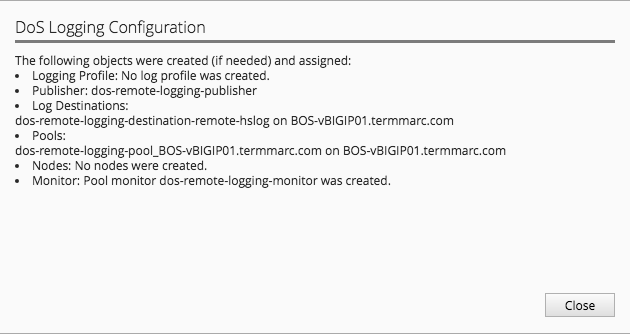 DoS Logging Configuration
The following objects were created (if needed) and assigned:
• Logging Profile: No log profile was created.
• Publisher: dos-remote-logging-publisher
• Log Destinations:
dos-remote-logging-destination-remote-hslog on BOS-vBIGIP01.termmarc.com
• Pools:
dos-remote-logging-pool_BOS-vBIGIP01.termmarc.com on BOS-vBIGIP01.termmarc.com
• Nodes: No nodes were created.
• Monitor: Pool monitor dos-remote-logging-monitor was created.
Close